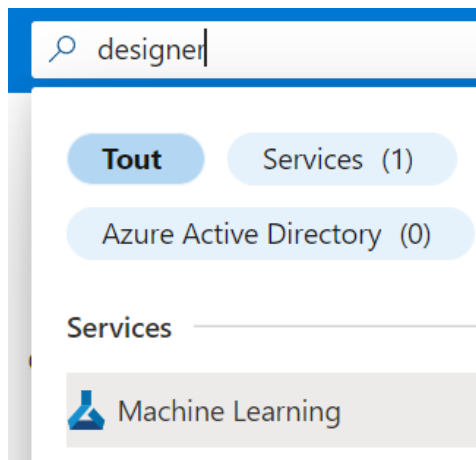 designer
Tout Services (1)
Azure Active Directory (0)
Services
Machine Learning